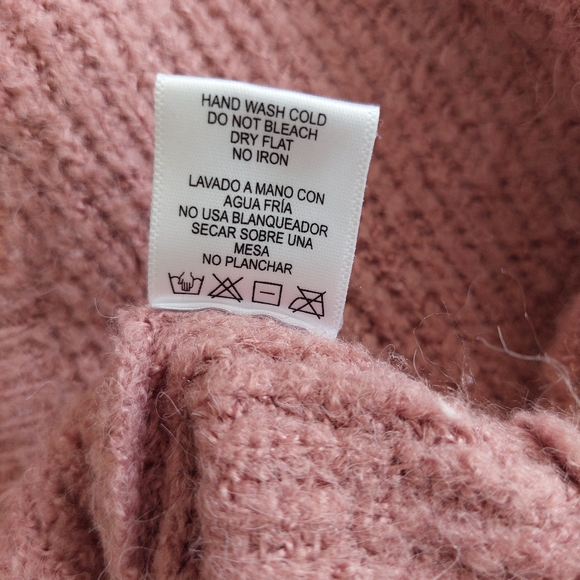 HAND WASH COLD
DO NOT BLEACH
DRY FLAT
NO IRON
LAVADO A MANO CON
AGUA FRÍA
NO USA BLANQUEADOR
SECAR SOBRE UNA
MESA
NO PLANCHAR